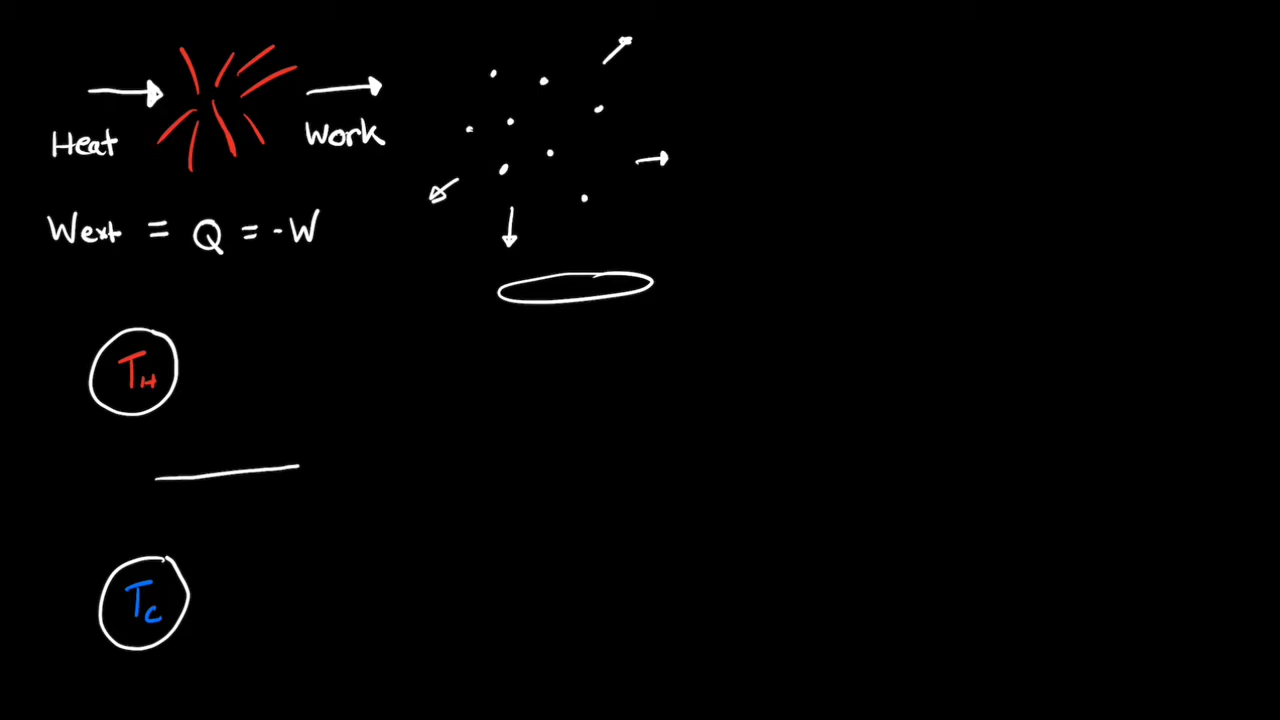 Heat
Work
Wext = Q = -W
TH
TC